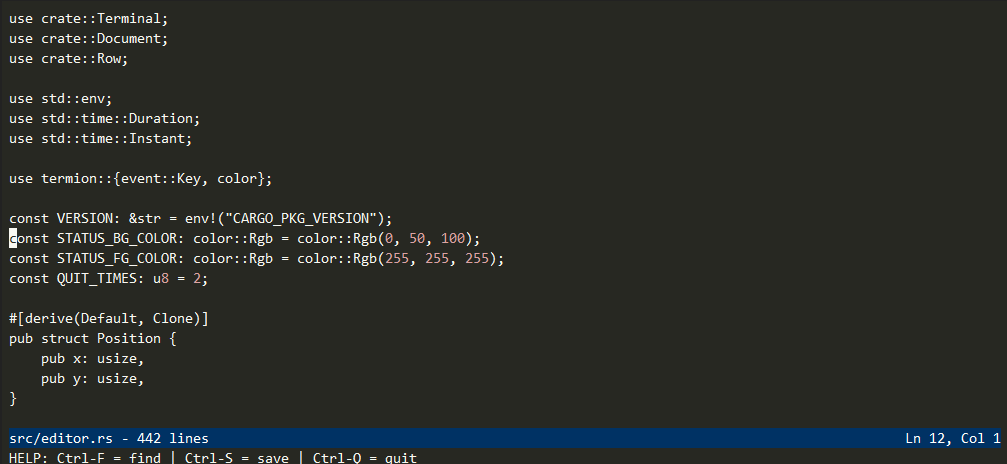 use crate::Terminal;
use crate::Document;
use crate::Row;
use std::env;
use std::time::Duration;
use std::time::Instant;
use termion::{event::Key, color};
const VERSION: &str = env!("CARGO_PKG_VERSION");
const STATUS_BG_COLOR: color::Rgb = color::Rgb(0, 50, 100);
const STATUS_FG_COLOR: color::Rgb = color::Rgb(255, 255, 255);
const QUIT_TIMES: u8 = 2;
#[derive(Default, Clone)]
pub struct Position {
    pub x: usize,
    pub y: usize,
}
src/editor.rs - 442 lines Ln 12, Col 1
HELP: Ctrl-F = find | Ctrl-S = save | Ctrl-Q = quit